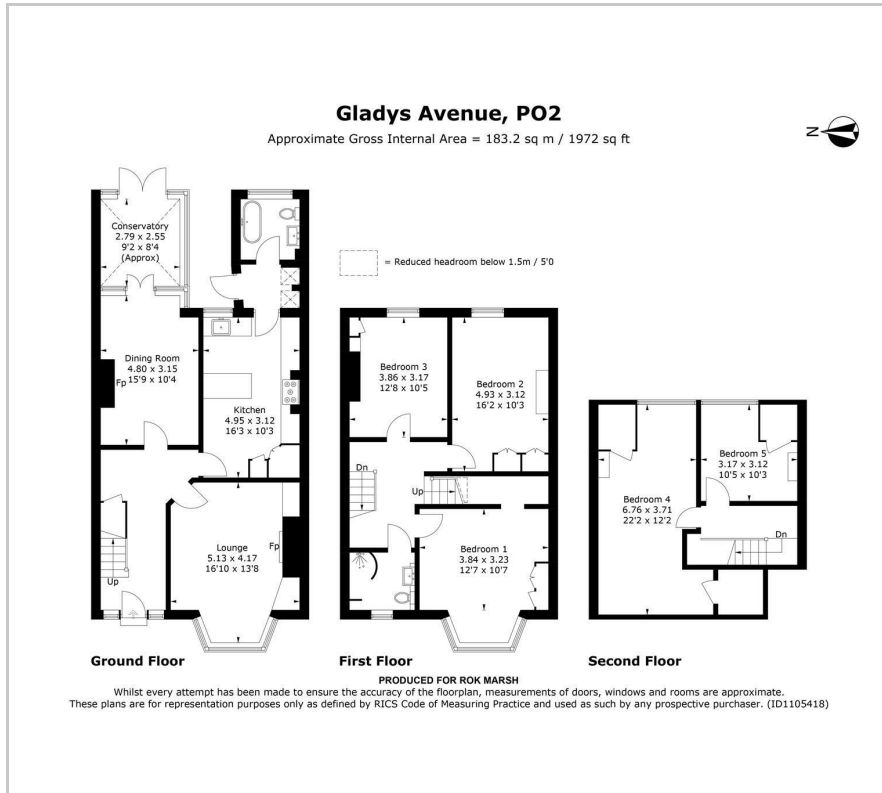 Gladys Avenue, PO2
Approximate Gross Internal Area = 183.2 sq m / 1972 sq ft
N
Conservatory
2.79 x 2.55
9'2 x 8'4
(Approx)
= Reduced headroom below 1.5m / 5'0
Dining Room
4.80 x 3.15
15'9 x 10'4
Fp
Kitchen
4.95 x 3.12
16'3 x 10'3
Lounge
5.13 x 4.17
16'10 x 13'8
Fp
Up
Ground Floor
Bedroom 3
3.86 x 3.17
12'8 x 10'5
Bedroom 2
4.93 x 3.12
16'2 x 10'3
Dn
Up
Bedroom 1
3.84 x 3.23
12'7 x 10'7
First Floor
Bedroom 5
3.17 x 3.12
10'5 x 10'3
Bedroom 4
6.76 x 3.71
22'2 x 12'2
Dn
Second Floor
PRODUCED FOR ROK MARSH
Whilst every attempt has been made to ensure the accuracy of the floorplan, measurements of doors, windows and rooms are approximate.
These plans are for representation purposes only as defined by RICS Code of Measuring Practice and used as such by any prospective purchaser. (ID1105418)